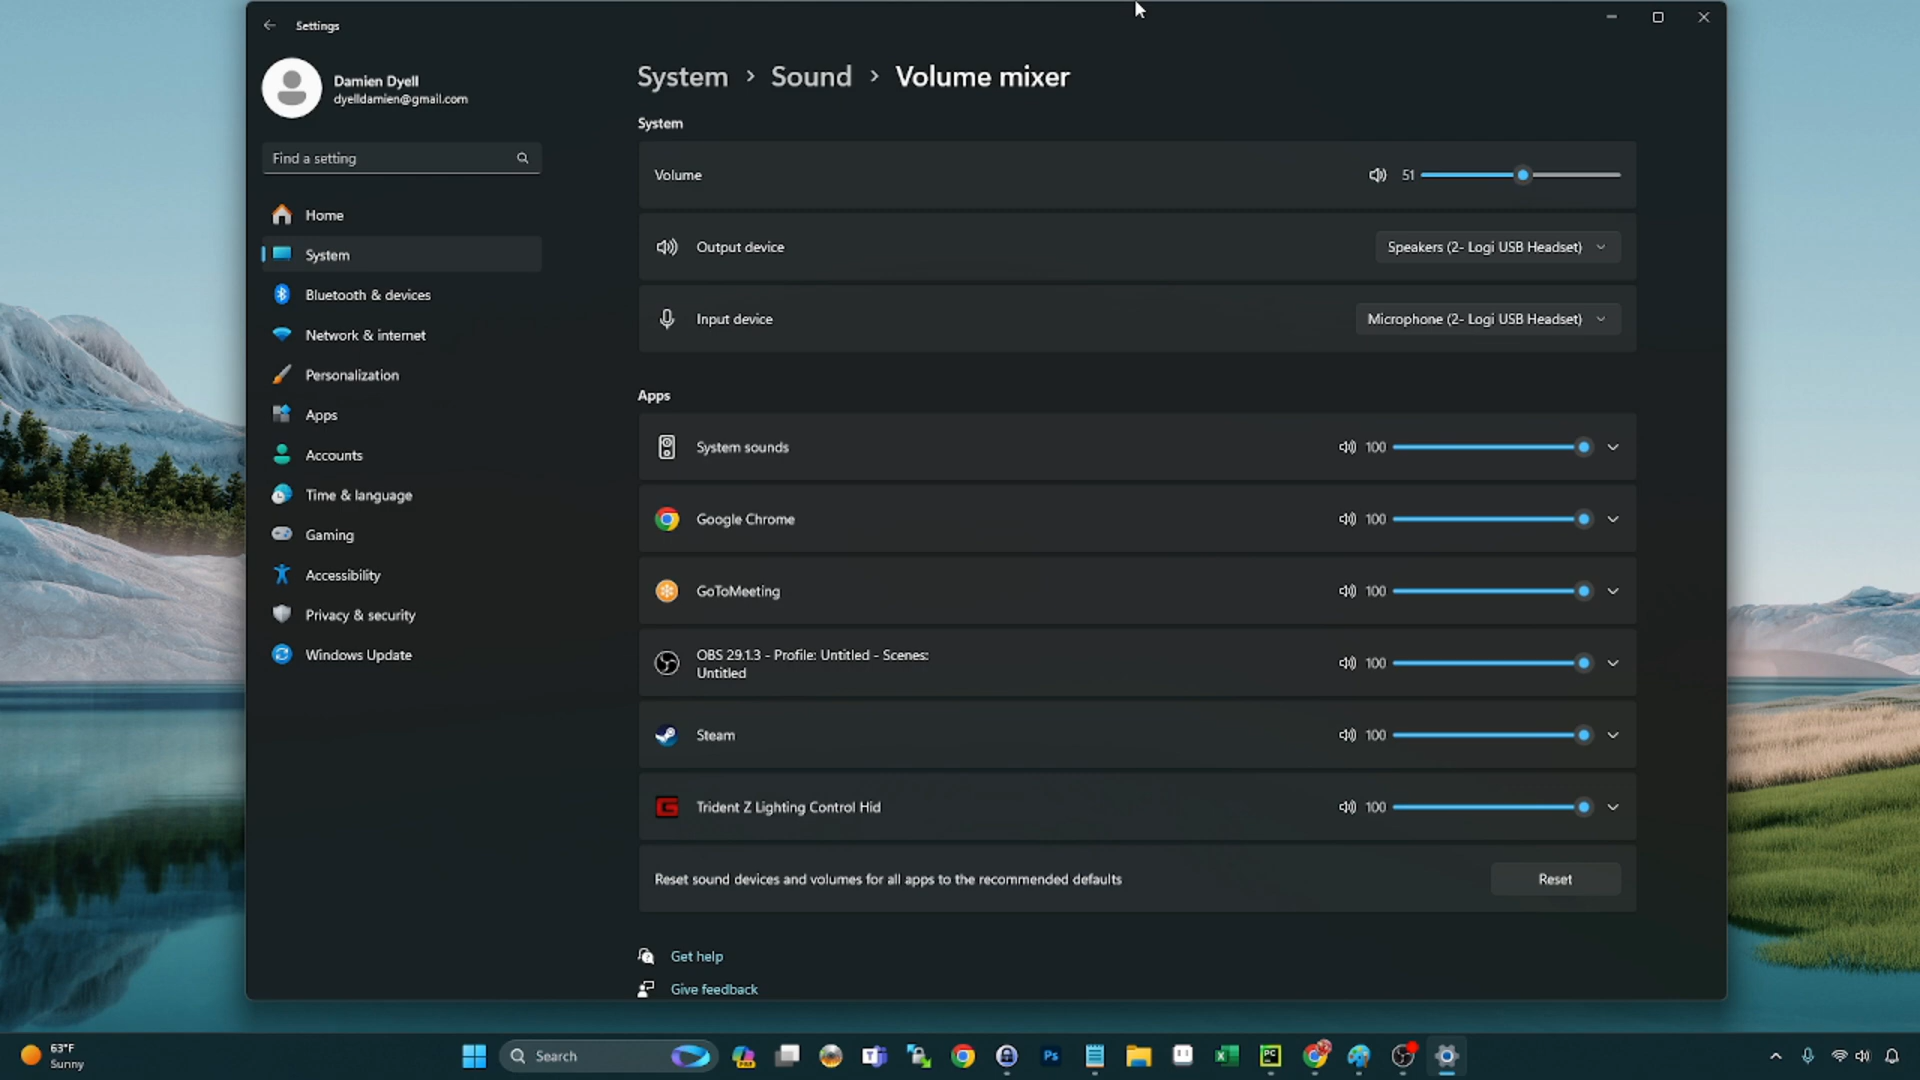 Settings
Damien Dyell
dyelldamien@gmail.com
Find a setting
Home
System
Bluetooth & devices
Network & internet
Personalization
Apps
Accounts
Time & language
Gaming
Accessibility
Privacy & security
Windows Update
System > Sound > Volume mixer
System
Volume 51
Output device Speakers (2- Logi USB Headset)
Input device Microphone (2- Logi USB Headset)
Apps
System sounds 100
Google Chrome 100
GoToMeeting 100
OBS 29.1.3 - Profile: Untitled - Scenes:
Untitled 100
Steam 100
Trident Z Lighting Control Hid 100
Reset sound devices and volumes for all apps to the recommended defaults Reset
Get help
Give feedback
63°F
Sunny
Search
Ps
PC